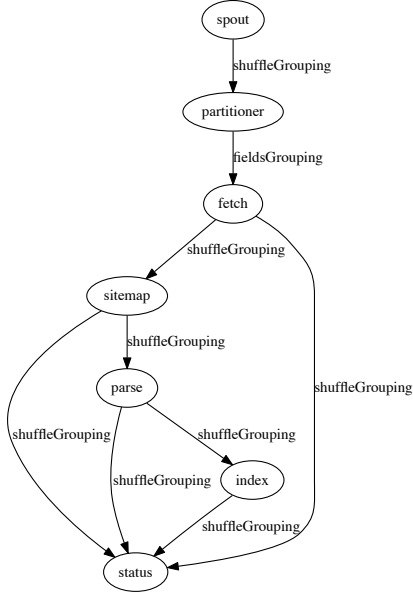 spout
shuffleGrouping
partitioner
fieldsGrouping
fetch
shuffleGrouping
sitemap
shuffleGrouping
parse
shuffleGrouping
shuffleGrouping
shuffleGrouping
shuffleGrouping
index
shuffleGrouping
status